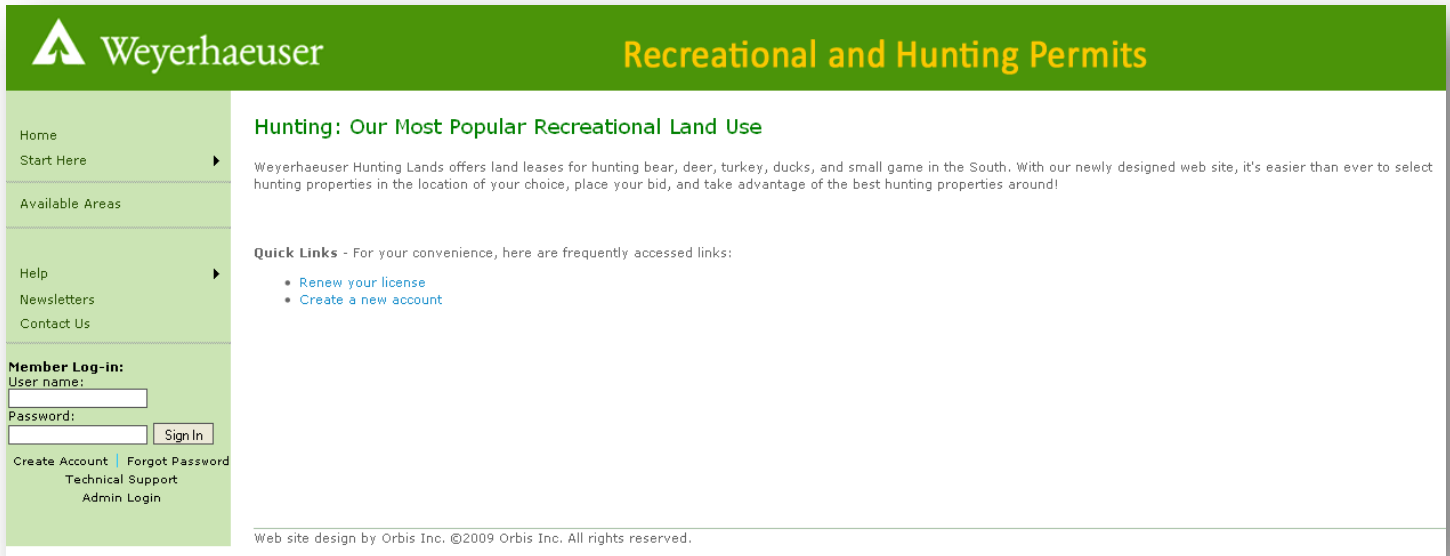 Weyerhaeuser
Recreational and Hunting Permits
Home
Start Here
Available Areas
Help
Newsletters
Contact Us
Member Log-in:
User name:
Password:
Sign In
Create Account | Forgot Password
Technical Support
Admin Login
Hunting: Our Most Popular Recreational Land Use
Weyerhaeuser Hunting Lands offers land leases for hunting bear, deer, turkey, ducks, and small game in the South. With our newly designed web site, it's easier than ever to select
hunting properties in the location of your choice, place your bid, and take advantage of the best hunting properties around!
Quick Links - For your convenience, here are frequently accessed links:
• Renew your license
• Create a new account
Web site design by Orbis Inc. ©2009 Orbis Inc. All rights reserved.